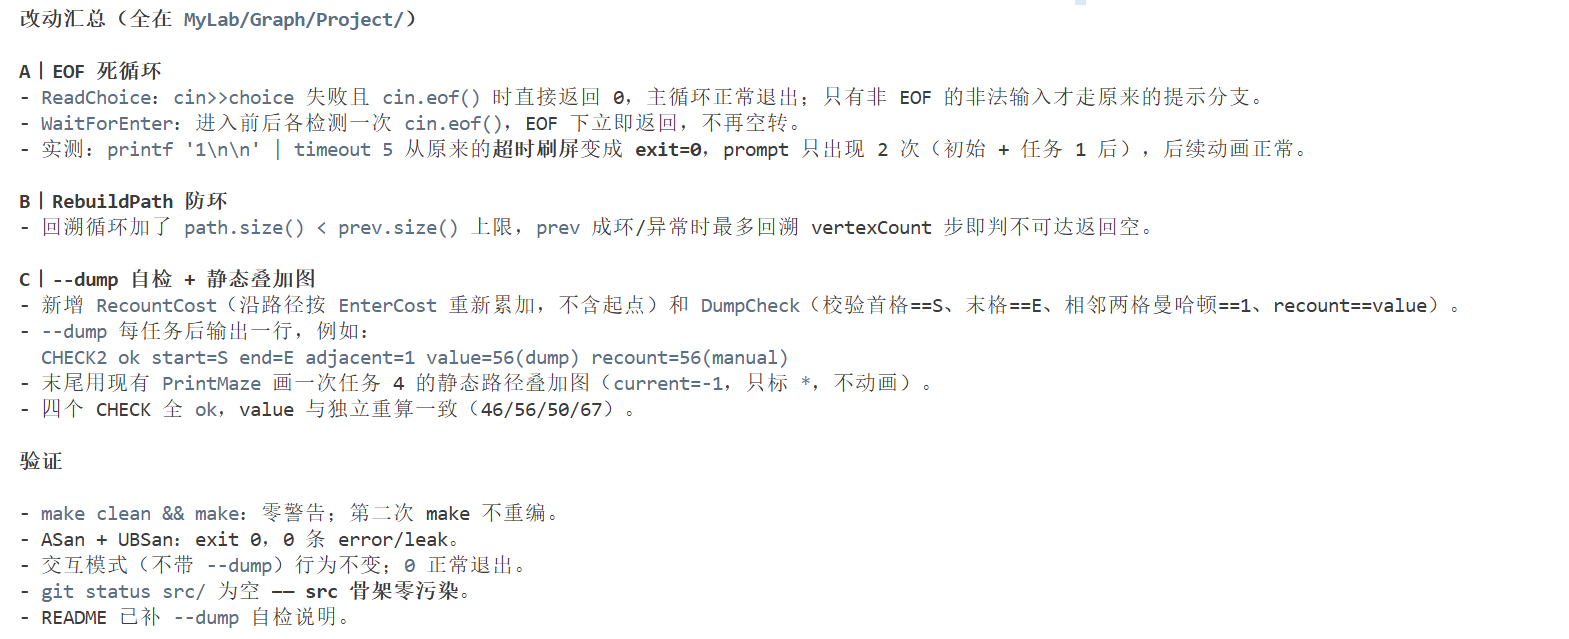 改动汇总（全在 MyLab/Graph/Project/）
A｜EOF 死循环
- ReadChoice：cin>>choice 失败且 cin.eof() 时直接返回 0，主循环正常退出；只有非 EOF 的非法输入才走原来的提示分支。
- WaitForEnter：进入前后各检测一次 cin.eof()，EOF 下立即返回，不再空转。
- 实测：printf '1\n\n' | timeout 5 从原来的超时刷屏变成 exit=0，prompt 只出现 2 次（初始 + 任务 1 后），后续动画正常。
B｜RebuildPath 防环
- 回溯循环加了 path.size() < prev.size() 上限，prev 成环/异常时最多回溯 vertexCount 步即判不可达返回空。
C｜--dump 自检 + 静态叠加图
- 新增 RecountCost（沿路径按 EnterCost 重新累加，不含起点）和 DumpCheck（校验首格==S、末格==E、相邻两格曼哈顿==1、recount==value）。
- --dump 每任务后输出一行，例如：
CHECK2 ok start=S end=E adjacent=1 value=56(dump) recount=56(manual)
- 末尾用现有 PrintMaze 画一次任务 4 的静态路径叠加图（current=-1，只标 *，不动画）。
- 四个 CHECK 全 ok，value 与独立重算一致（46/56/50/67）。
验证
- make clean && make：零警告；第二次 make 不重编。
- ASan + UBSan：exit 0，0 条 error/leak。
- 交互模式（不带 --dump）行为不变；0 正常退出。
- git status src/ 为空 —— src 骨架零污染。
- README 已补 --dump 自检说明。